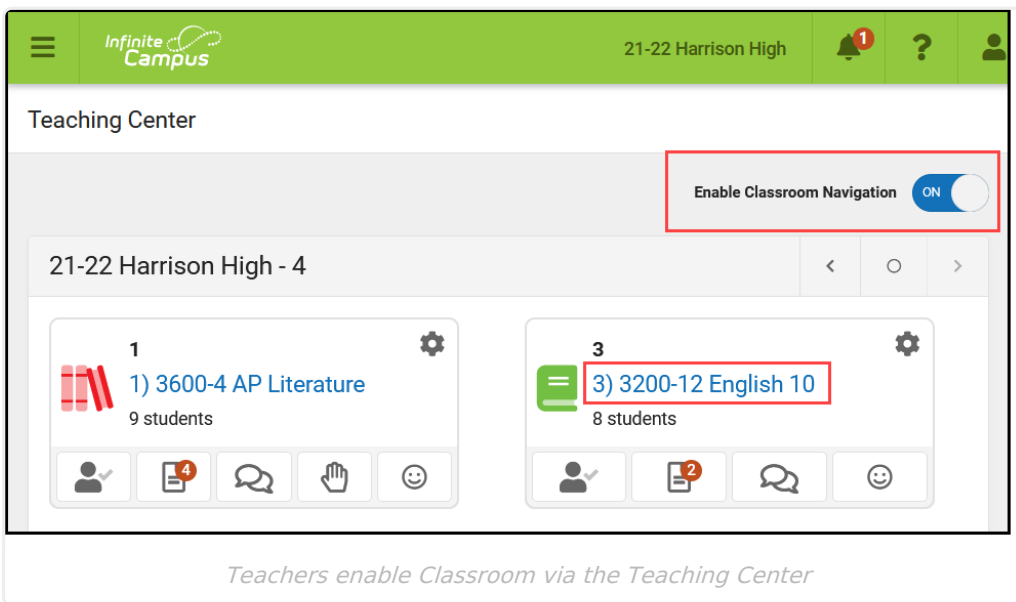 Infinite
Campus
21-22 Harrison High
1
?
Teaching Center
Enable Classroom Navigation
ON
21-22 Harrison High - 4
1
1) 3600-4 AP Literature
9 students
4
3
3) 3200-12 English 10
8 students
2
Teachers enable Classroom via the Teaching Center